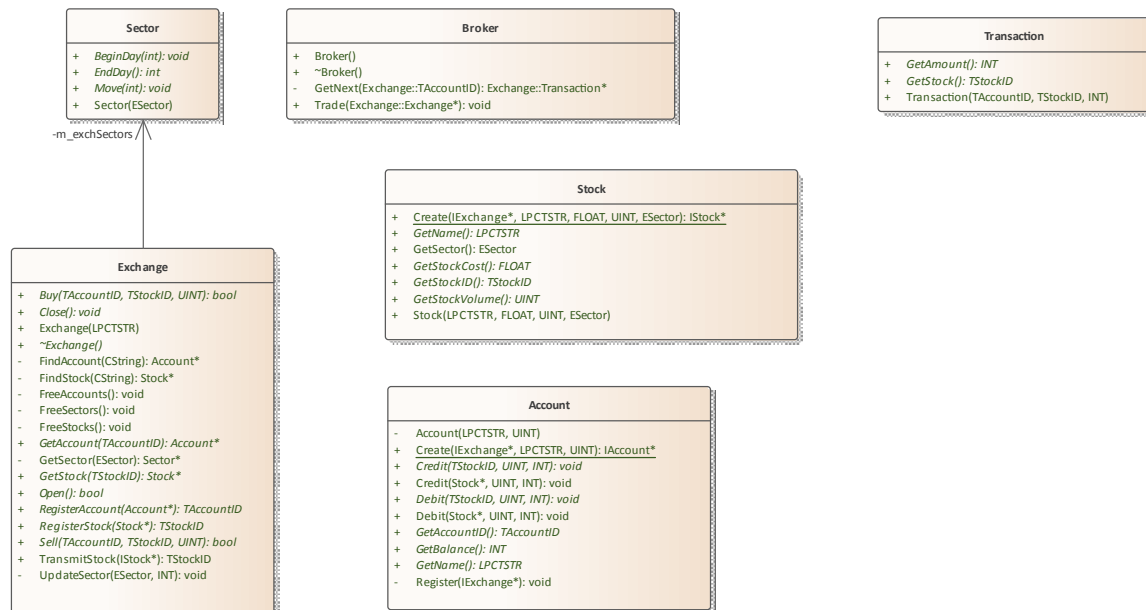 Sector
+ BeginDay(int): void
+ EndDay(): int
+ Move(int): void
+ Sector(ESector)
Broker
+ Broker()
+ ~Broker()
- GetNext(Exchange::TAccountID): Exchange::Transaction*
+ Trade(Exchange::Exchange*): void
Transaction
+ GetAmount(): INT
+ GetStock(): TStockID
+ Transaction(TAccountID, TStockID, INT)
-m_exchSectors
Stock
+ Create(IExchange*, LPCTSTR, FLOAT, UINT, ESector): IStock*
+ GetName(): LPCTSTR
+ GetSector(): ESector
+ GetStockCost(): FLOAT
+ GetStockID(): TStockID
+ GetStockVolume(): UINT
+ Stock(LPCTSTR, FLOAT, UINT, ESector)
Exchange
+ Buy(TAccountID, TStockID, UINT): bool
+ Close(): void
+ Exchange(LPCTSTR)
+ ~Exchange()
- FindAccount(CString): Account*
- FindStock(CString): Stock*
- FreeAccounts(): void
- FreeSectors(): void
- FreeStocks(): void
+ GetAccount(TAccountID): Account*
- GetSector(ESector): Sector*
+ GetStock(TStockID): Stock*
+ Open(): bool
+ RegisterAccount(Account*): TAccountID
+ RegisterStock(Stock*): TStockID
+ Sell(TAccountID, TStockID, UINT): bool
+ TransmitStock(IStock*): TStockID
- UpdateSector(ESector, INT): void
Account
- Account(LPCTSTR, UINT)
+ Create(IExchange*, LPCTSTR, UINT): IAccount*
+ Credit(TStockID, UINT, INT): void
+ Credit(Stock*, UINT, INT): void
+ Debit(TStockID, UINT, INT): void
+ Debit(Stock*, UINT, INT): void
+ GetAccountID(): TAccountID
+ GetBalance(): INT
+ GetName(): LPCTSTR
- Register(IExchange*): void